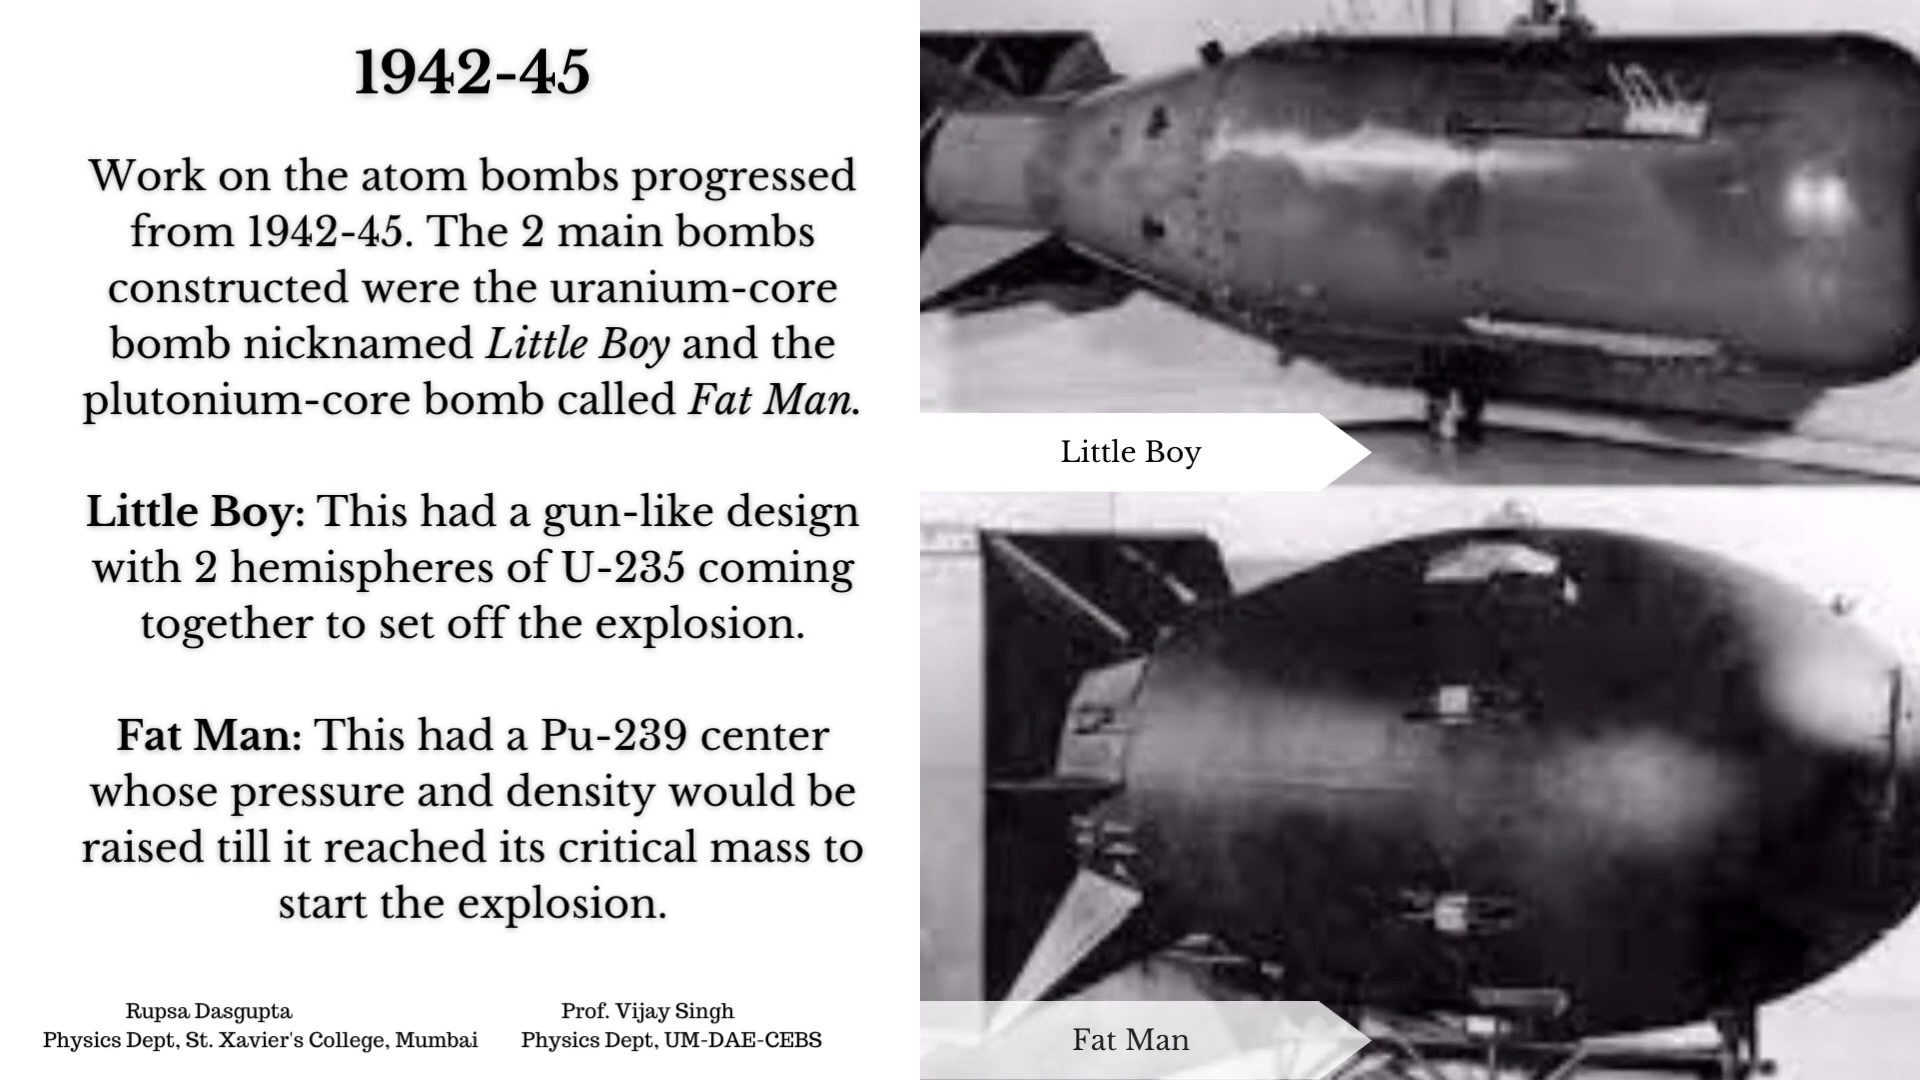 1942-45
Work on the atom bombs progressed
from 1942-45. The 2 main bombs
constructed were the uranium-core
bomb nicknamed Little Boy and the
plutonium-core bomb called Fat Man.
Little Boy: This had a gun-like design
with 2 hemispheres of U-235 coming
together to set off the explosion.
Fat Man: This had a Pu-239 center
whose pressure and density would be
raised till it reached its critical mass to
start the explosion.
Rupsa Dasgupta
Physics Dept, St. Xavier's College, Mumbai
Prof. Vijay Singh
Physics Dept, UM-DAE-CEBS
Little Boy
Fat Man